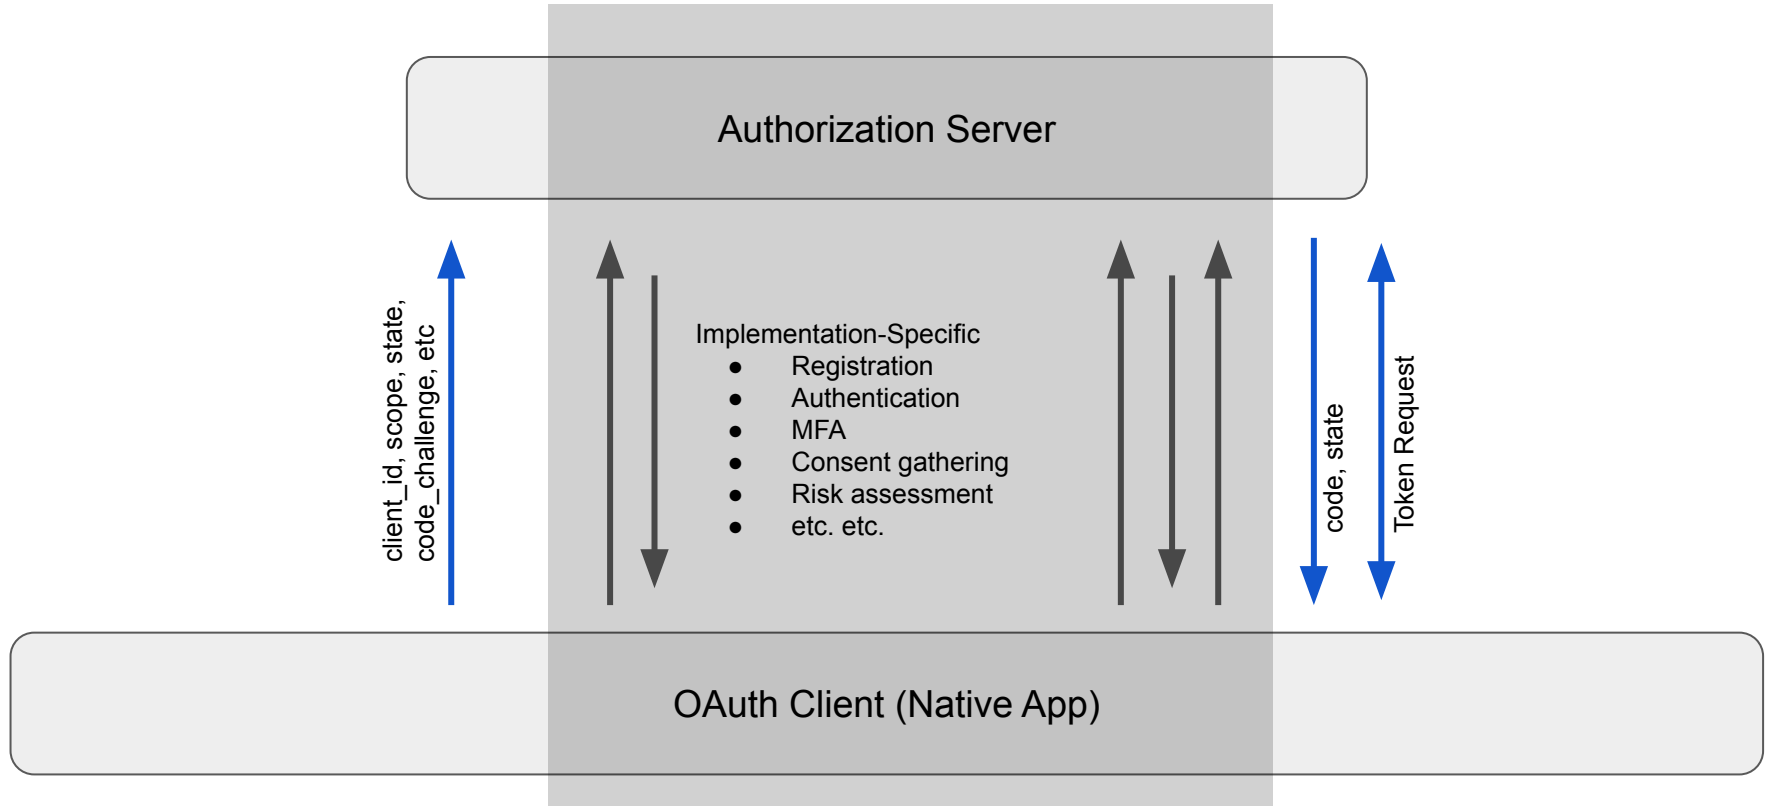 Authorization Server
client_id, scope, state,
code_challenge, etc
Implementation-Specific
● Registration
● Authentication
● MFA
● Consent gathering
● Risk assessment
● etc. etc.
code, state
Token Request
OAuth Client (Native App)